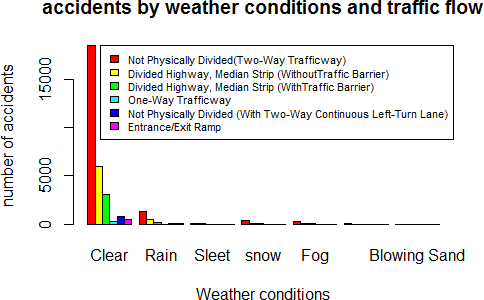 accidents by weather conditions and traffic flow
Not Physically Divided(Two-Way Trafficway)
Divided Highway, Median Strip (WithoutTraffic Barrier)
Divided Highway, Median Strip (WithTraffic Barrier)
One-Way Trafficway
Not Physically Divided (With Two-Way Continuous Left-Turn Lane)
Entrance/Exit Ramp
number of accidents
15000
5000
0
Clear Rain Sleet snow Fog Blowing Sand
Weather conditions